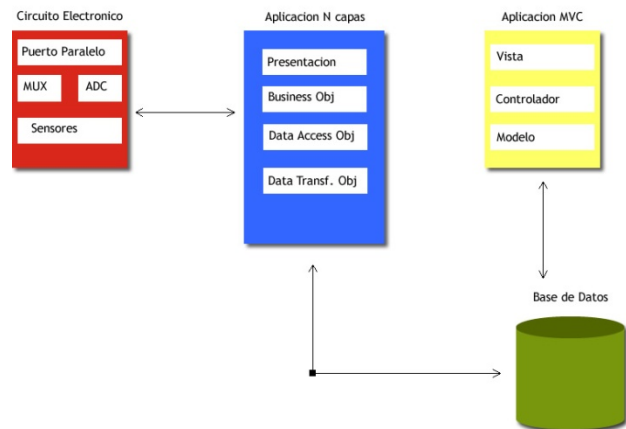 Circuito Electronico
Puerto Paralelo
MUX
ADC
Sensores
Aplicacion N capas
Presentacion
Business Obj
Data Access Obj
Data Transf. Obj
Aplicacion MVC
Vista
Controlador
Modelo
Base de Datos